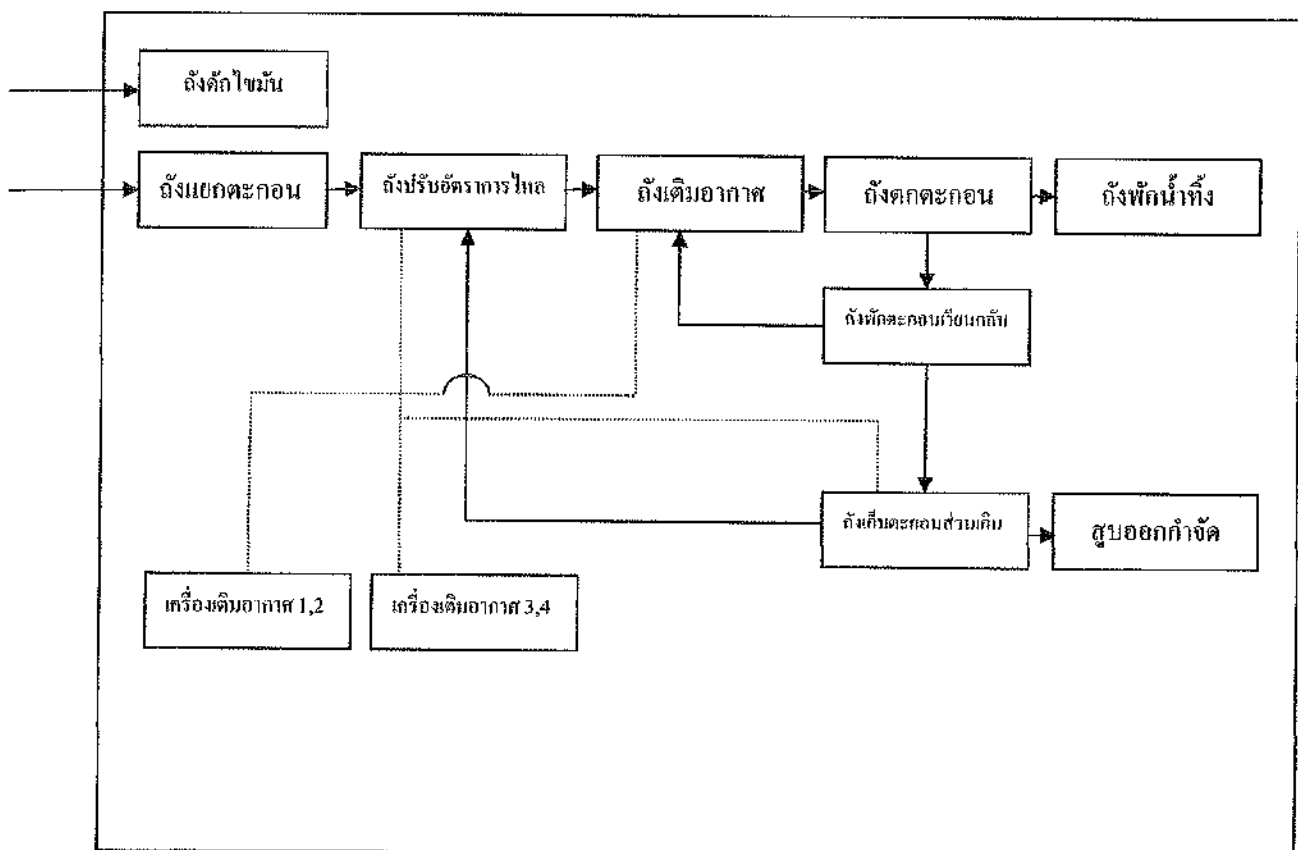 ถังดักไขมัน
ถังแยกตะกอน
ถังปรับอัตราการไหล
ถังเติมอากาศ
ถังตกตะกอน
ถังพักน้ำทิ้ง
ถังพักตะกอนเวียนกลับ
ถังเก็บตะกอนส่วนเกิน
สูบออกกำจัด
เครื่องเติมอากาศ 1,2
เครื่องเติมอากาศ 3,4